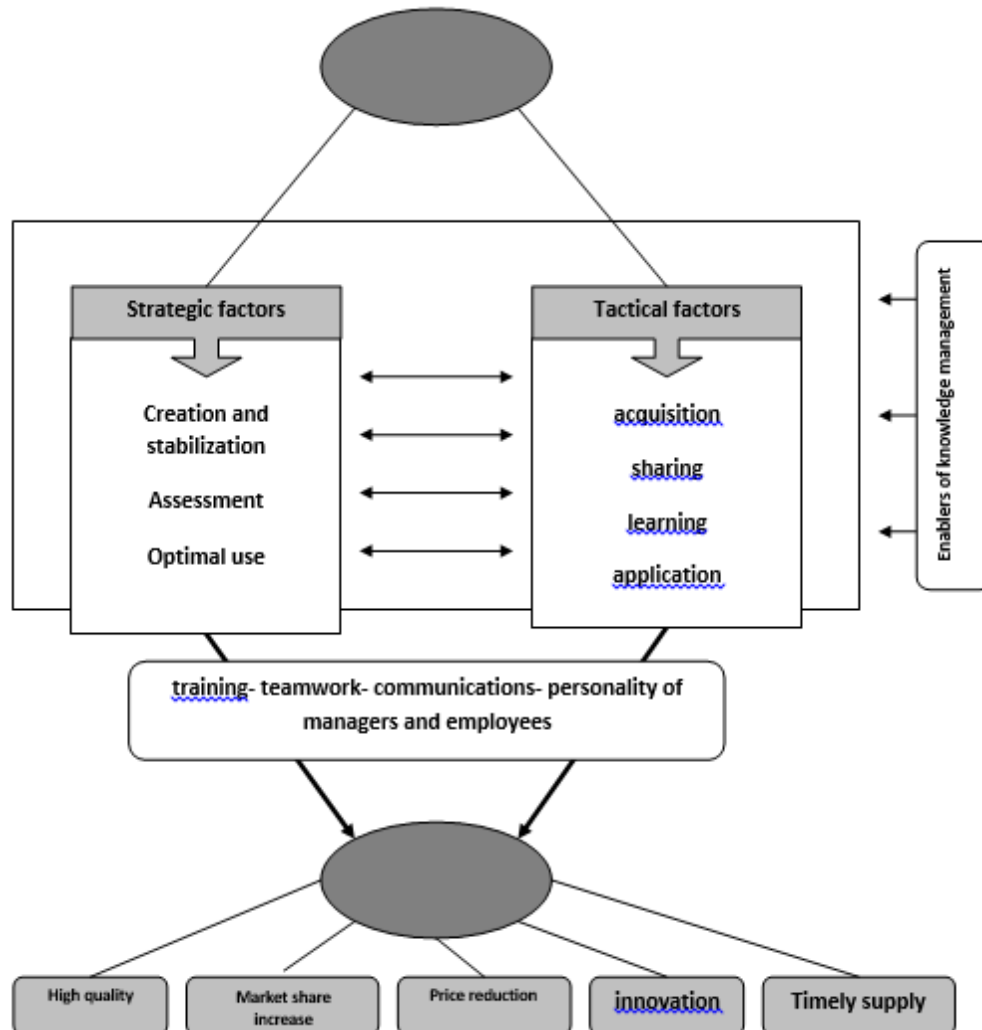 Strategic factors
Tactical factors
Enablers of knowledge management
Creation and
stabilization
Assessment
Optimal use
acquisition
sharing
learning
application
training- teamwork- communications- personality of
managers and employees
High quality
Market share
increase
Price reduction
innovation
Timely supply